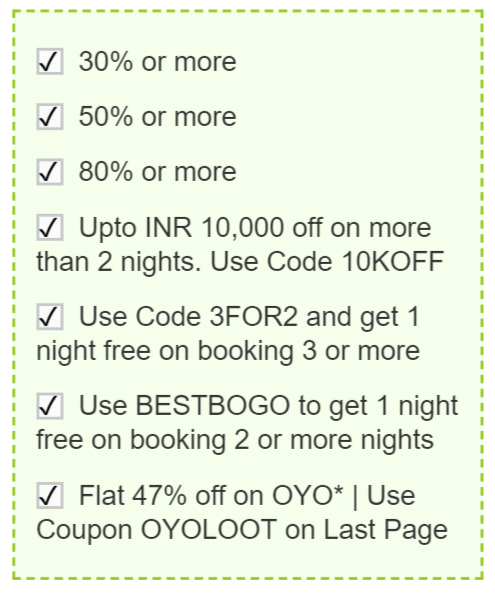 30% or more
50% or more
80% or more
Upto INR 10,000 off on more
than 2 nights. Use Code 10KOFF
Use Code 3FOR2 and get 1
night free on booking 3 or more
Use BESTBOGO to get 1 night
free on booking 2 or more nights
Flat 47% off on OYO* | Use
Coupon OYOLOOT on Last Page